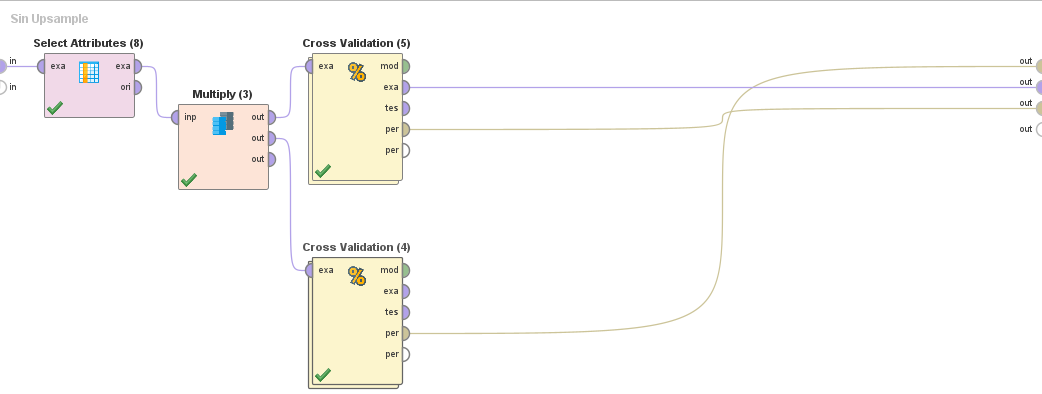 Sin Upsample
Select Attributes (8)
Cross Validation (5)
in
exa
exa
exa
mod
out
in
ori
exa
out
Multiply (3)
inp
out
tes
out
out
per
out
out
per
Cross Validation (4)
exa
mod
exa
tes
per
per